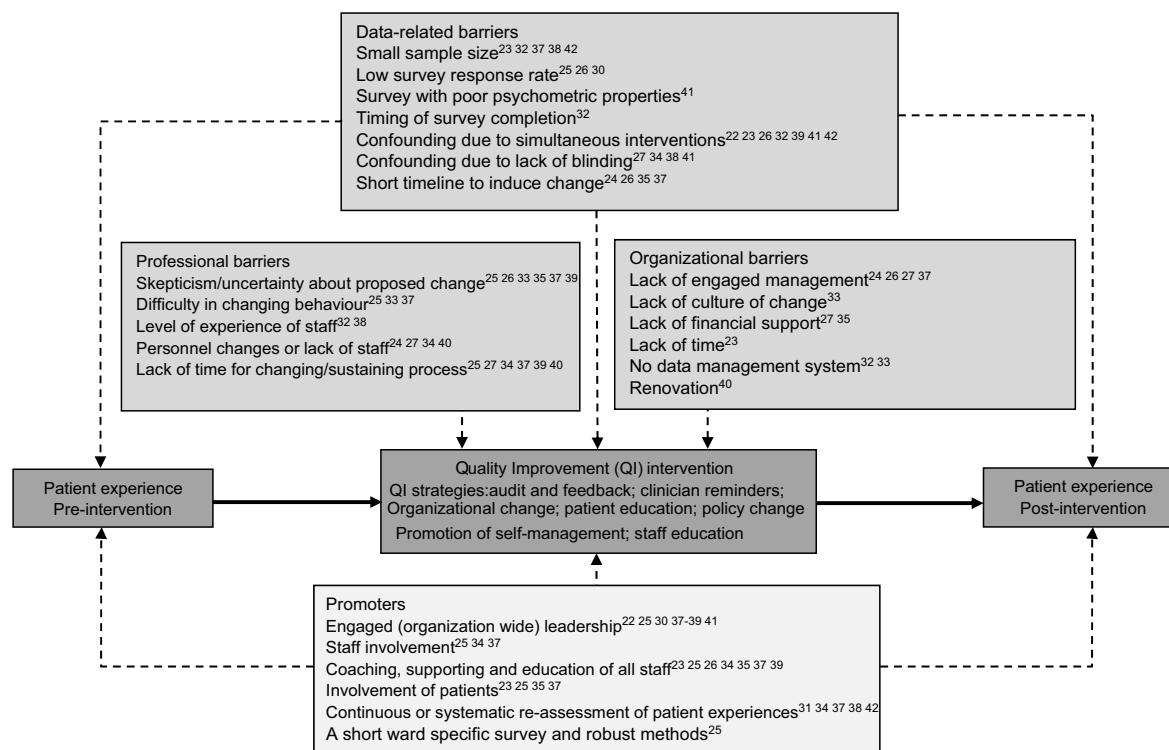 Data-related barriers
Small sample size23 32 37 38 42
Low survey response rate25 26 30
Survey with poor psychometric properties41
Timing of survey completion32
Confounding due to simultaneous interventions22 23 26 32 39 41 42
Confounding due to lack of blinding27 34 38 41
Short timeline to induce change24 26 35 37
Professional barriers
Skepticism/uncertainty about proposed change25 26 33 35 37 39
Difficulty in changing behaviour25 33 37
Level of experience of staff32 38
Personnel changes or lack of staff24 27 34 40
Lack of time for changing/sustaining process25 27 34 37 39 40
Organizational barriers
Lack of engaged management24 26 27 37
Lack of culture of change33
Lack of financial support27 35
Lack of time23
No data management system32 33
Renovation40
Patient experience
Pre-intervention
Quality Improvement (QI) intervention
QI strategies:audit and feedback; clinician reminders;
Organizational change; patient education; policy change
Promotion of self-management; staff education
Patient experience
Post-intervention
Promoters
Engaged (organization wide) leadership22 25 30 37-39 41
Staff involvement25 34 37
Coaching, supporting and education of all staff23 25 26 34 35 37 39
Involvement of patients23 25 35 37
Continuous or systematic re-assessment of patient experiences31 34 37 38 42
A short ward specific survey and robust methods25